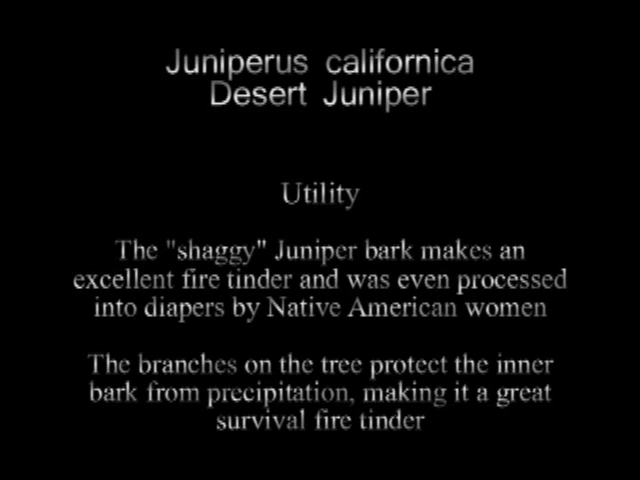 Juniperus californica
Desert Juniper
Utility
The "shaggy" Juniper bark makes an
excellent fire tinder and was even processed
into diapers by Native American women
The branches on the tree protect the inner
bark from precipitation, making it a great
survival fire tinder